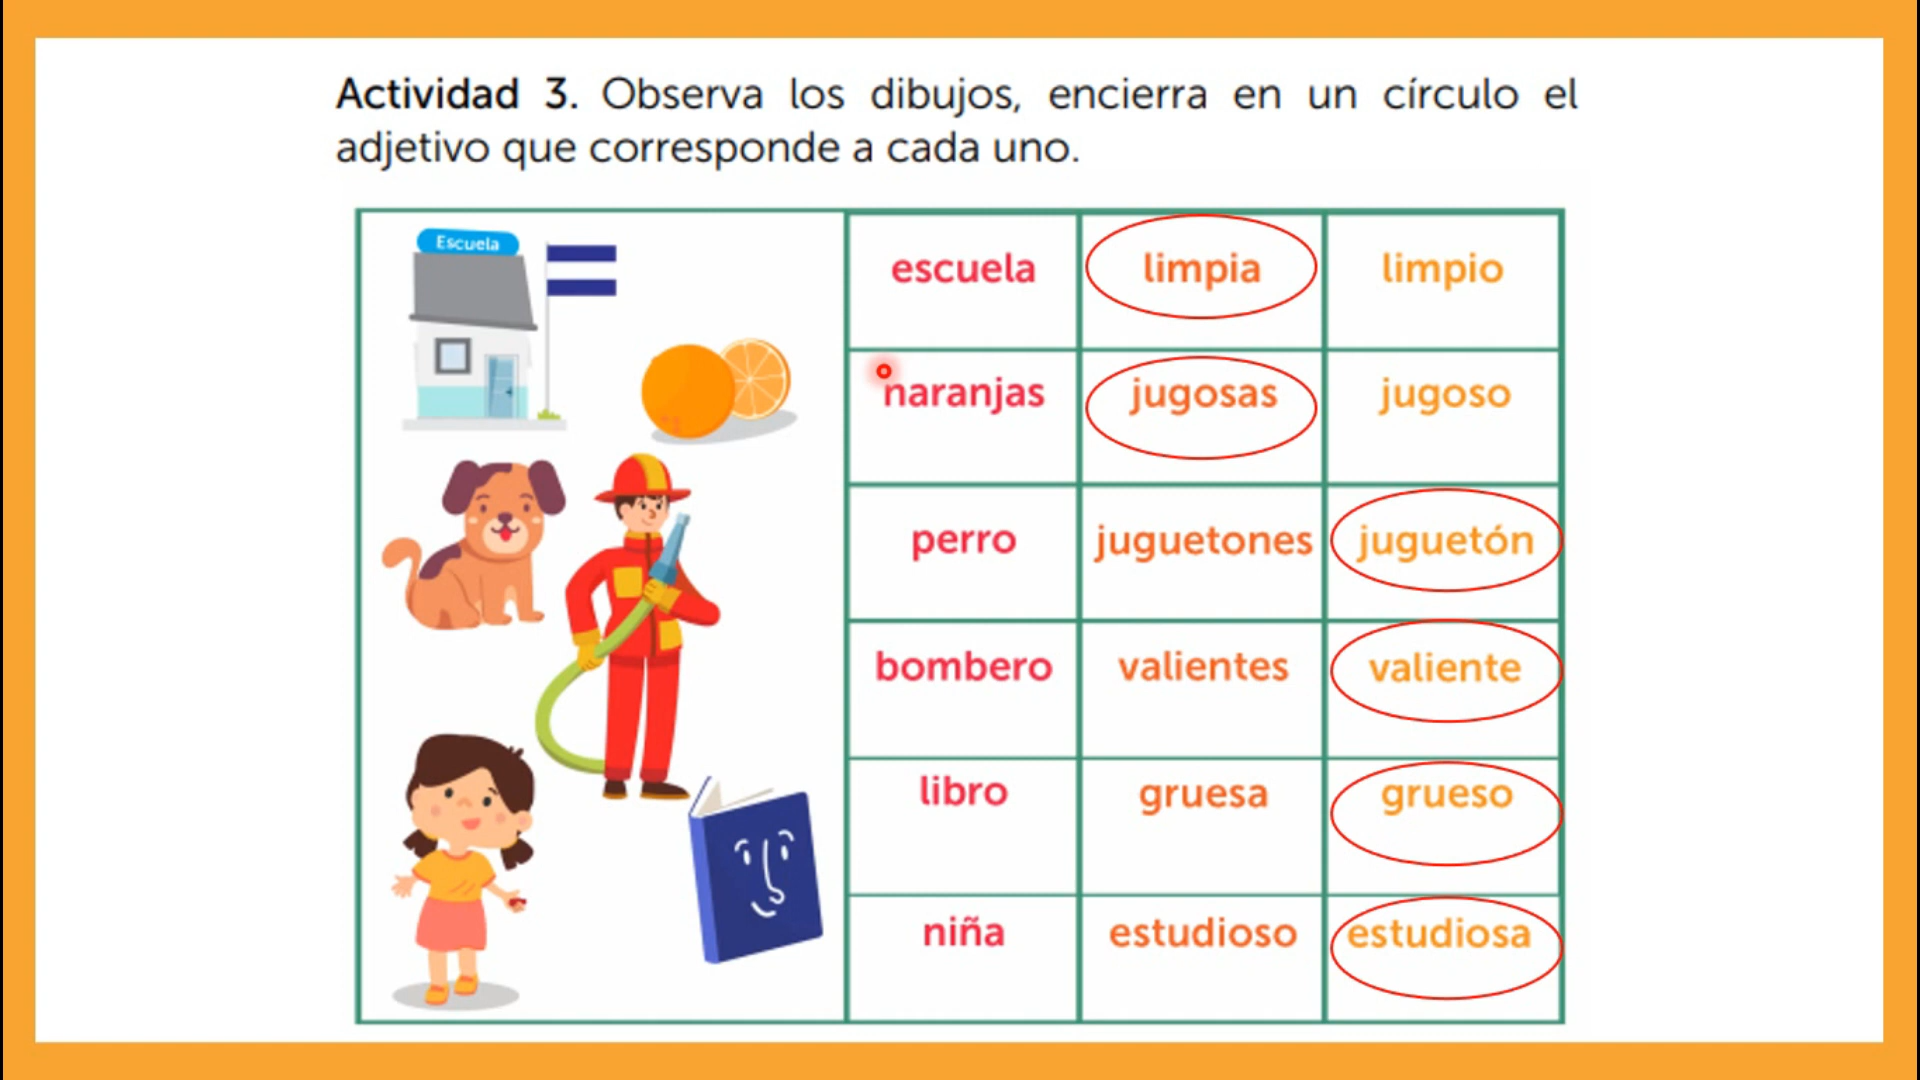 Actividad 3. Observa los dibujos, encierra en un círculo el
adjetivo que corresponde a cada uno.
Escuela
escuela limpia limpio
naranjas jugosas jugoso
perro juguetones juguetón
bombero valientes valiente
libro gruesa grueso
niña estudioso estudiosa